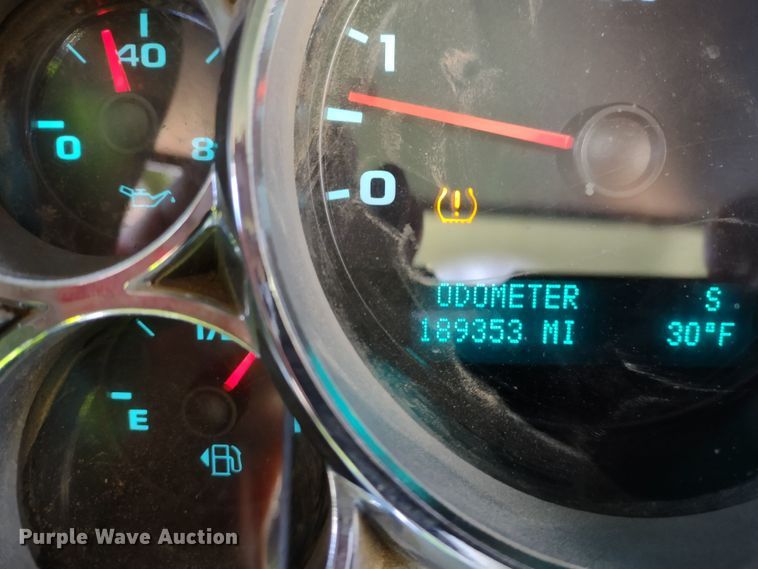 40
0
8
1
0
ODOMETER S
189353 MI 30°F
E
Purple Wave Auction